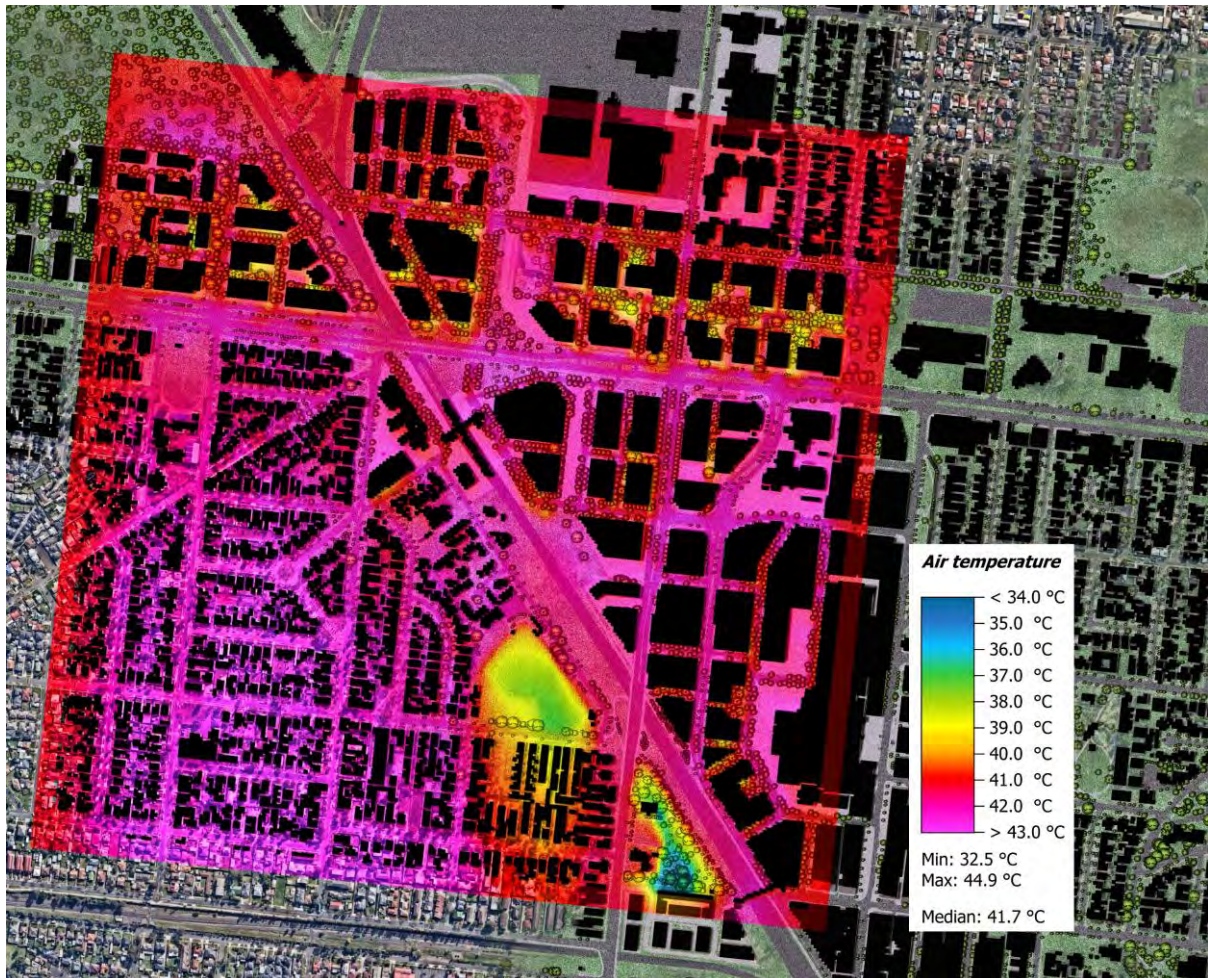 Air temperature
< 34.0 °C
35.0 °C
36.0 °C
37.0 °C
38.0 °C
39.0 °C
40.0 °C
41.0 °C
42.0 °C
> 43.0 °C
Min: 32.5 °C
Max: 44.9 °C
Median: 41.7 °C